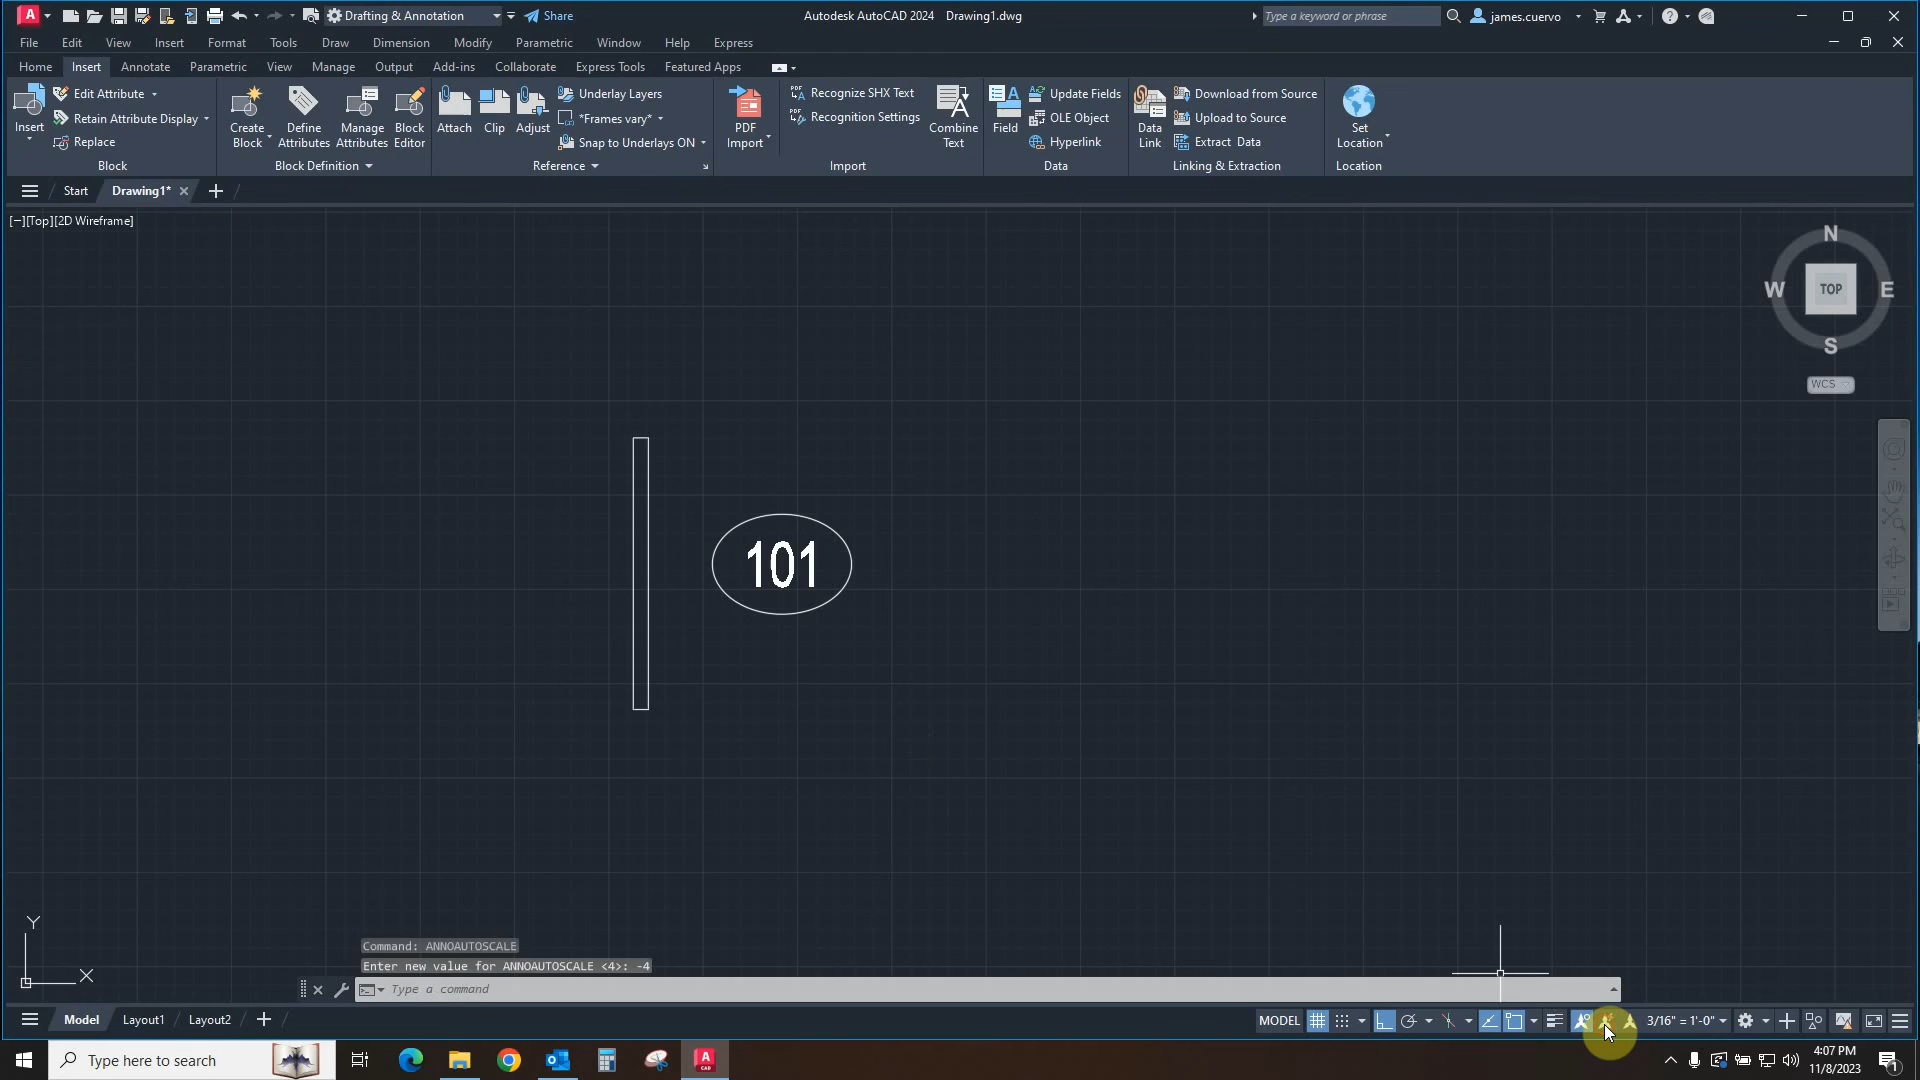 Drafting & Annotation Share Autodesk AutoCAD 2024 Drawing1.dwg Type a keyword or phrase james.cuervo
File Edit View Insert Format Tools Draw Dimension Modify Parametric Window Help Express
Home Insert Annotate Parametric View Manage Output Add-ins Collaborate Express Tools Featured Apps
Insert
Edit Attribute
Retain Attribute Display
Replace
Block
Create Block
Define Attributes
Manage Attributes
Block Editor
Block Definition
Attach Clip Adjust
Underlay Layers
*Frames vary*
Snap to Underlays ON
Reference
PDF Import
Recognize SHX Text
Recognition Settings
Combine Text
Import
Field
Update Fields
OLE Object
Hyperlink
Data
Data Link
Download from Source
Upload to Source
Extract Data
Linking & Extraction
Set Location
Location
Start Drawing1*
[−][Top][2D Wireframe]
N
W TOP E
S
WCS
101
Y
X
Command: ANNOAUTOSCALE
Enter new value for ANNOAUTOSCALE <4>: -4
Type a command
Model Layout1 Layout2 MODEL 3/16" = 1'-0"
Type here to search
CAD
4:07 PM
11/8/2023
1